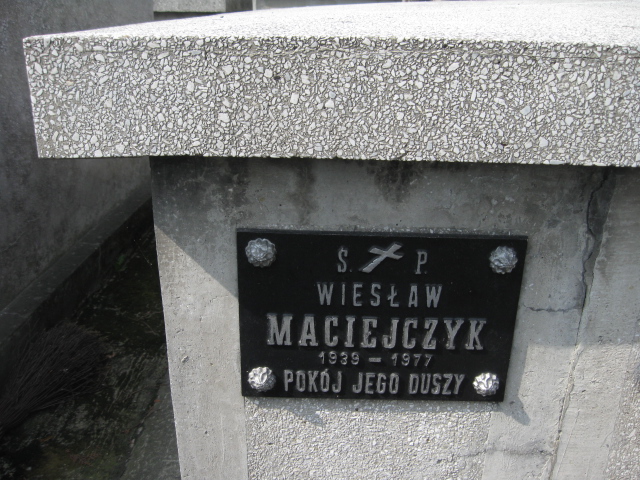 Ś. P.
WIESŁAW
MACIEJCZYK
1939 – 1977
POKÓJ JEGO DUSZY